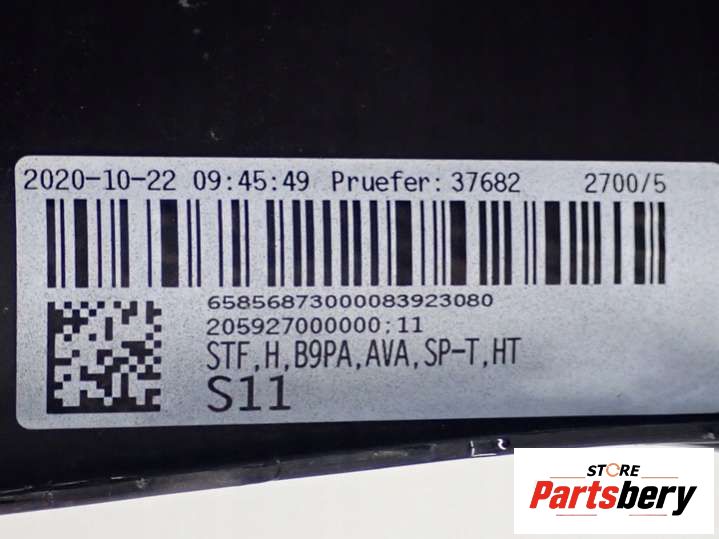 2020-10-22 09:45:49 Pruefer: 37682 2700/5
65856873000083923080
205927000000;11
STF,H,B9PA,AVA,SP-T,HT
S11
STORE
Partsbery